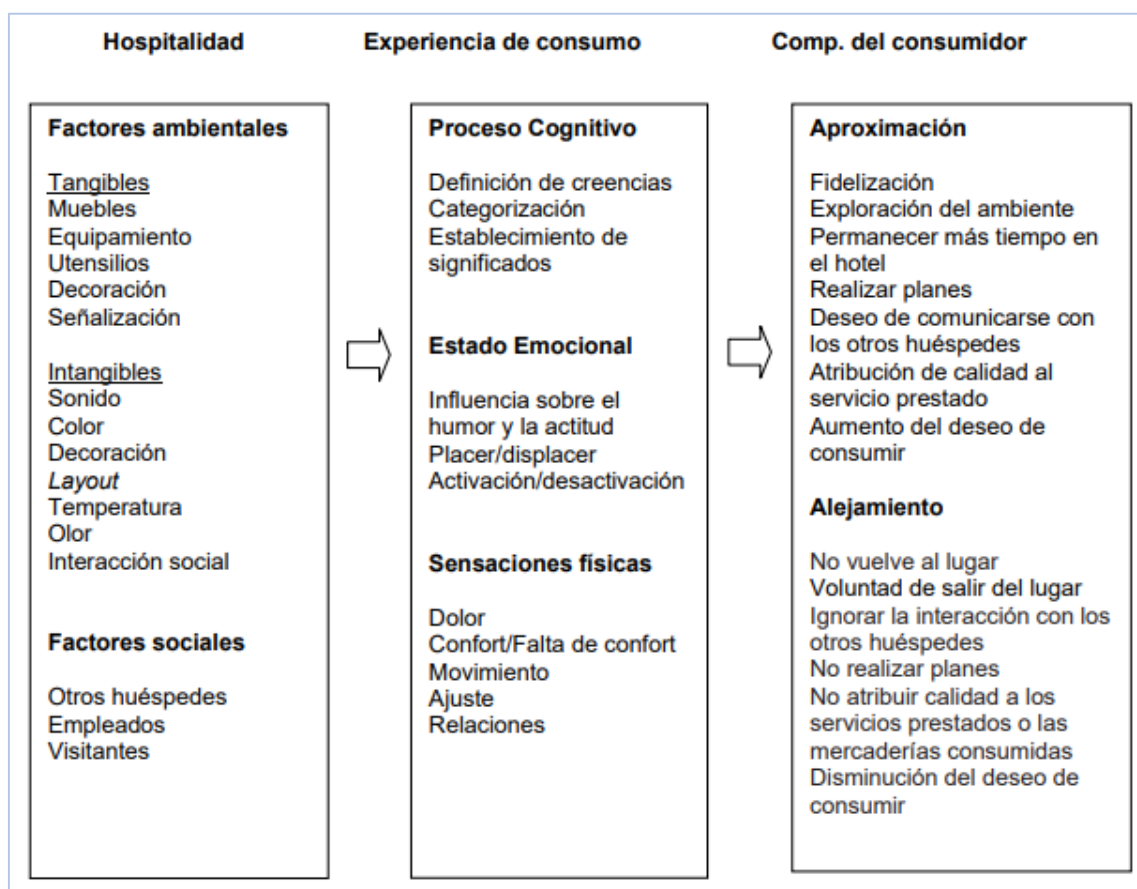 Hospitalidad
Experiencia de consumo
Comp. del consumidor
Factores ambientales
Tangibles
Muebles
Equipamiento
Utensilios
Decoración
Señalización
Intangibles
Sonido
Color
Decoración
Layout
Temperatura
Olor
Interacción social
Factores sociales
Otros huéspedes
Empleados
Visitantes
Proceso Cognitivo
Definición de creencias
Categorización
Establecimiento de
significados
Estado Emocional
Influencia sobre el
humor y la actitud
Placer/displacer
Activación/desactivación
Sensaciones físicas
Dolor
Confort/Falta de confort
Movimiento
Ajuste
Relaciones
Aproximación
Fidelización
Exploración del ambiente
Permanecer más tiempo en
el hotel
Realizar planes
Deseo de comunicarse con
los otros huéspedes
Atribución de calidad al
servicio prestado
Aumento del deseo de
consumir
Alejamiento
No vuelve al lugar
Voluntad de salir del lugar
Ignorar la interacción con los
otros huéspedes
No realizar planes
No atribuir calidad a los
servicios prestados o las
mercaderías consumidas
Disminución del deseo de
consumir